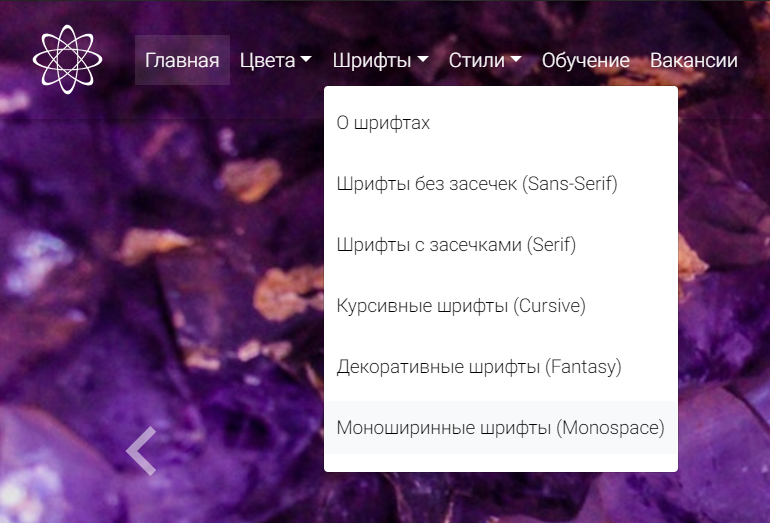 Главная Цвета Шрифты Стили Обучение Вакансии
О шрифтах
Шрифты без засечек (Sans-Serif)
Шрифты с засечками (Serif)
Курсивные шрифты (Cursive)
Декоративные шрифты (Fantasy)
Моноширинные шрифты (Monospace)